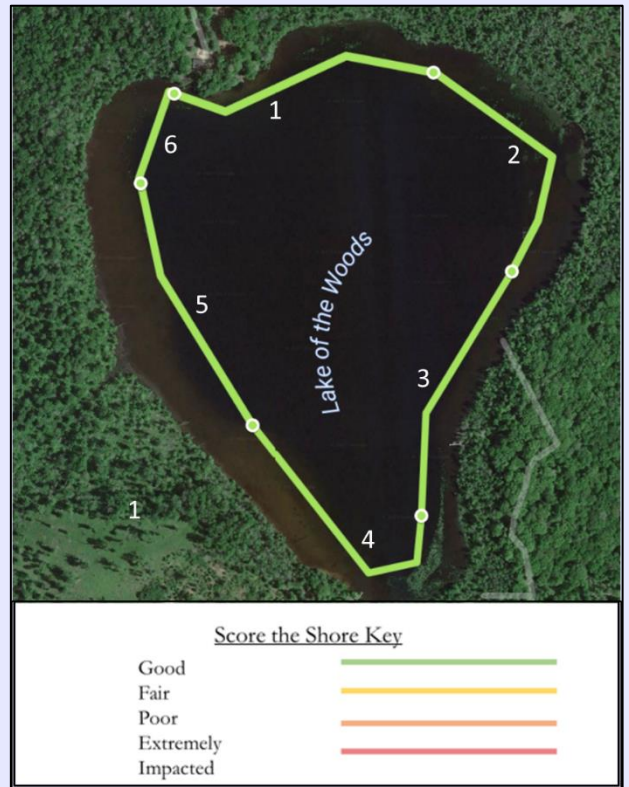 1
6
2
Lake of the Woods
5
3
1
4
Score the Shore Key
Good
Fair
Poor
Extremely
Impacted